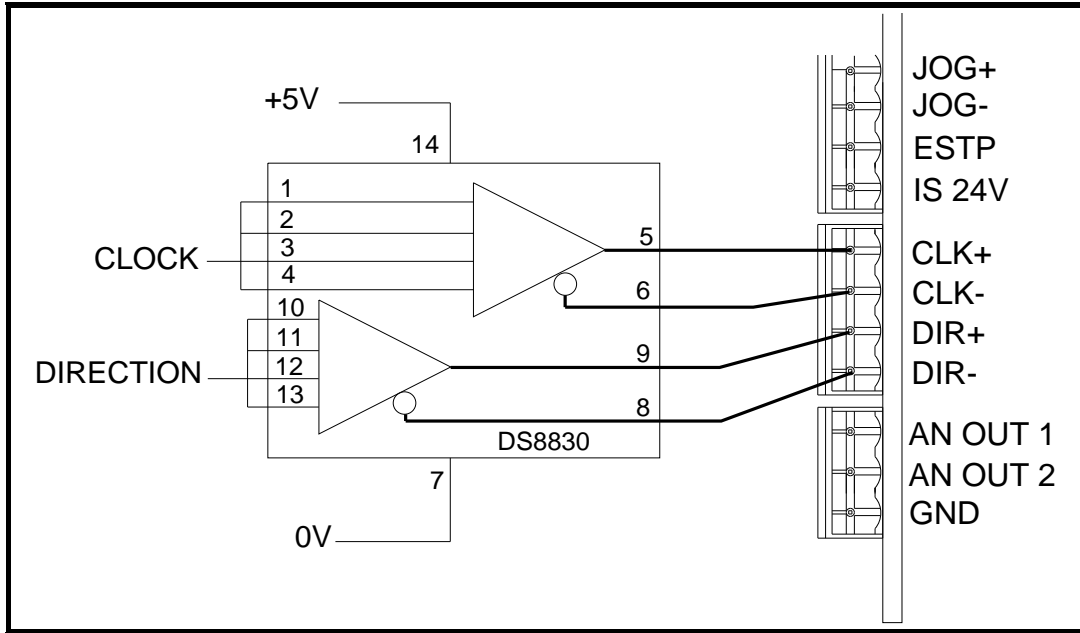 +5V
14
1
2
3
4
CLOCK
5
6
10
11
12
13
DIRECTION
9
8
DS8830
7
0V
JOG+
JOG-
ESTP
IS 24V
CLK+
CLK-
DIR+
DIR-
AN OUT 1
AN OUT 2
GND